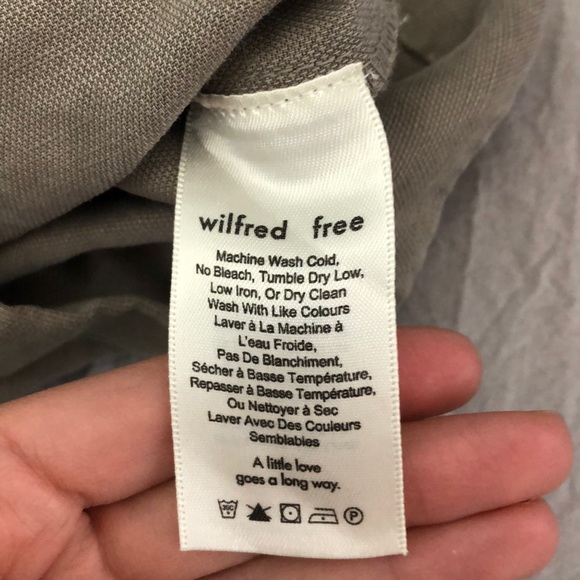 wilfred free
Machine Wash Cold,
No Bleach, Tumble Dry Low,
Low Iron, Or Dry Clean
Wash With Like Colours
Laver à La Machine à
L'eau Froide,
Pas De Blanchiment,
Sécher à Basse Température,
Repasser à Basse Température,
Ou Nettoyer à Sec
Laver Avec Des Couleurs
Semblables
A little love
goes a long way.
30C P